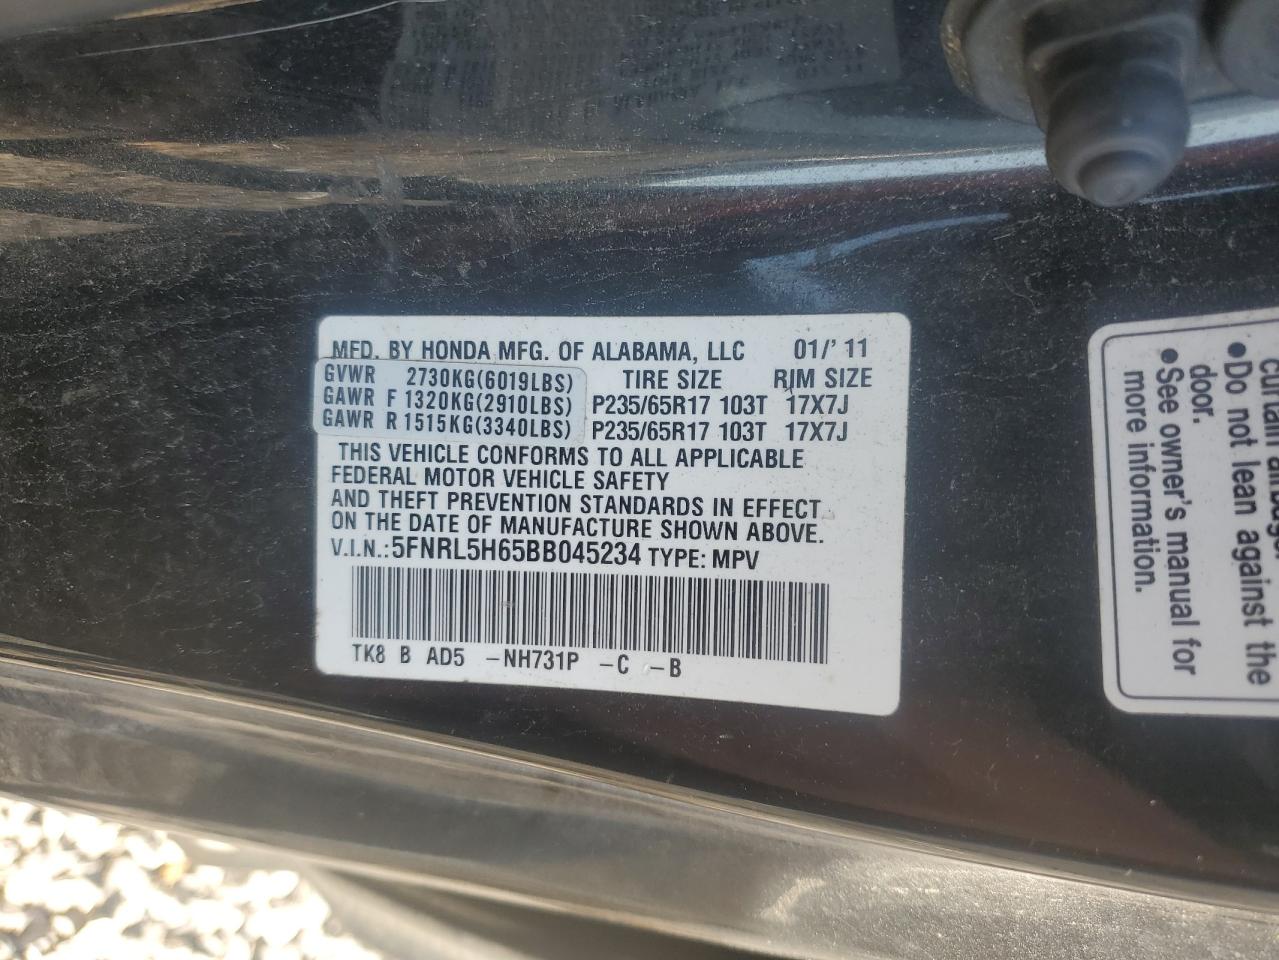 MFD. BY HONDA MFG. OF ALABAMA, LLC 01/'11
GVWR 2730KG(6019LBS) TIRE SIZE RIM SIZE
GAWR F 1320KG(2910LBS) P235/65R17 103T 17X7J
GAWR R 1515KG(3340LBS) P235/65R17 103T 17X7J
THIS VEHICLE CONFORMS TO ALL APPLICABLE
FEDERAL MOTOR VEHICLE SAFETY
AND THEFT PREVENTION STANDARDS IN EFFECT
ON THE DATE OF MANUFACTURE SHOWN ABOVE.
V.I.N.:5FNRL5H65BB045234 TYPE: MPV
TK8 B AD5 -NH731P -C -B
• Do not lean against the
door.
• See owner's manual for
more information.